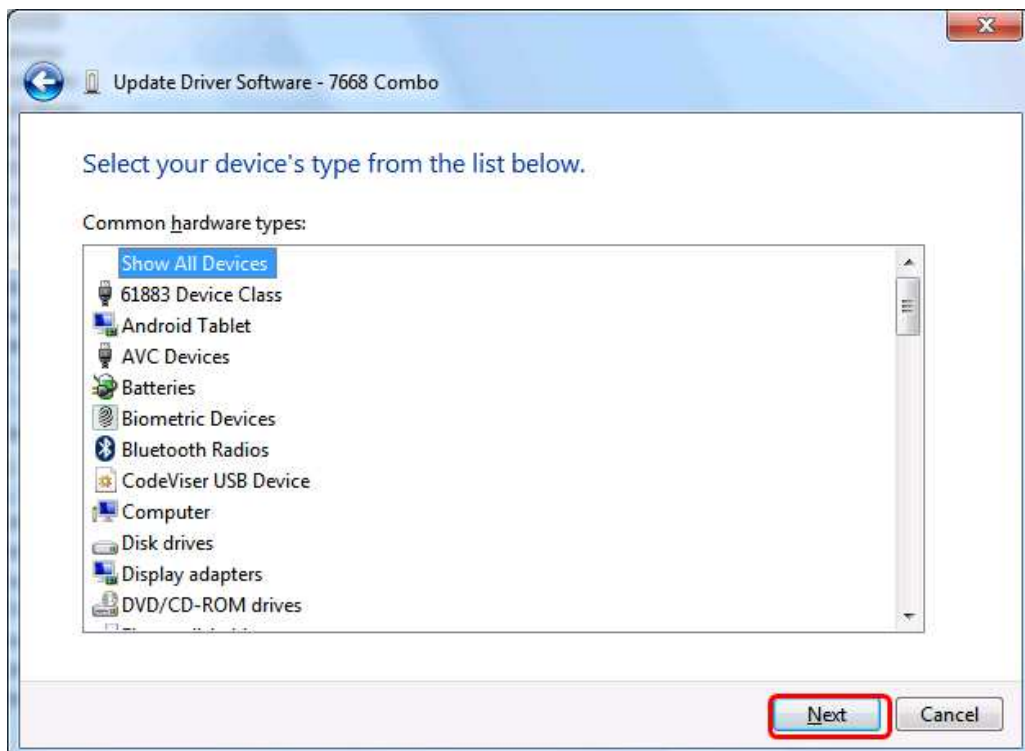 Update Driver Software - 7668 Combo
Select your device's type from the list below.
Common hardware types:
Show All Devices
61883 Device Class
Android Tablet
AVC Devices
Batteries
Biometric Devices
Bluetooth Radios
CodeViser USB Device
Computer
Disk drives
Display adapters
DVD/CD-ROM drives
Next
Cancel